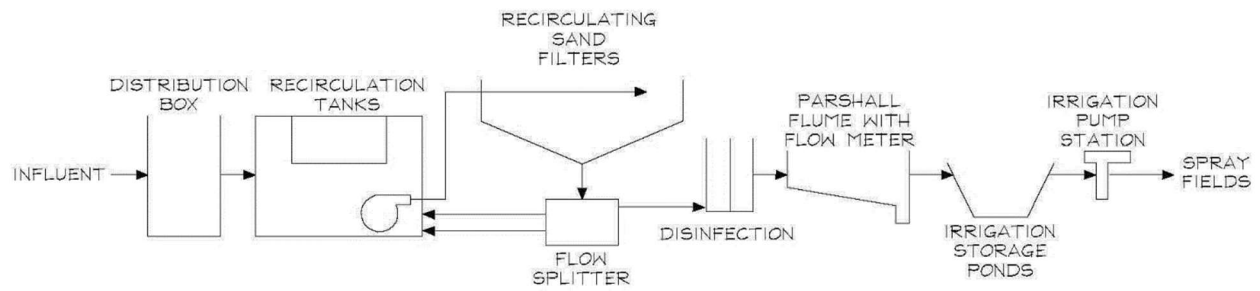 INFLUENT
DISTRIBUTION
BOX
RECIRCULATION
TANKS
RECIRCULATING
SAND
FILTERS
FLOW
SPLITTER
DISINFECTION
PARSHALL
FLUME WITH
FLOW METER
IRRIGATION
STORAGE
PONDS
IRRIGATION
PUMP
STATION
SPRAY
FIELDS